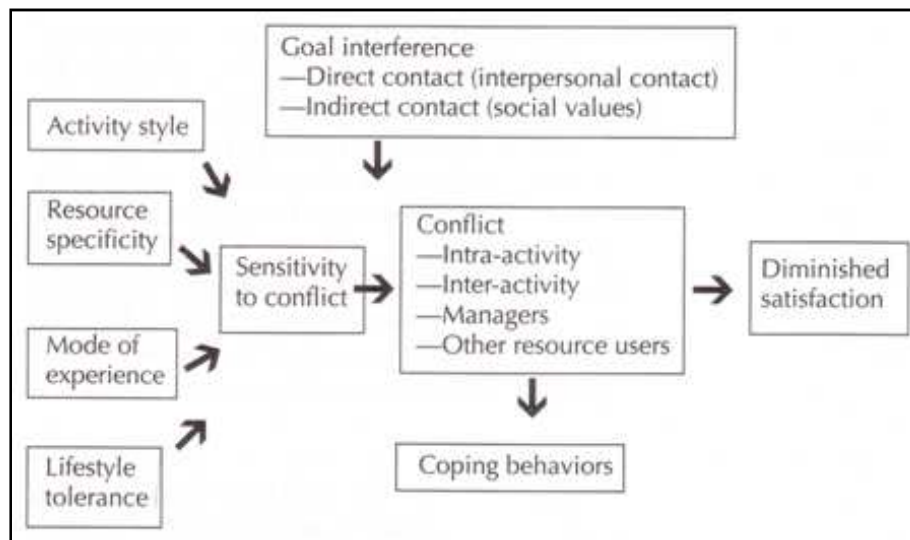 Goal interference
—Direct contact (interpersonal contact)
—Indirect contact (social values)
Activity style
Resource
specificity
Sensitivity
to conflict
Conflict
—Intra-activity
—Inter-activity
—Managers
—Other resource users
Diminished
satisfaction
Mode of
experience
Lifestyle
tolerance
Coping behaviors